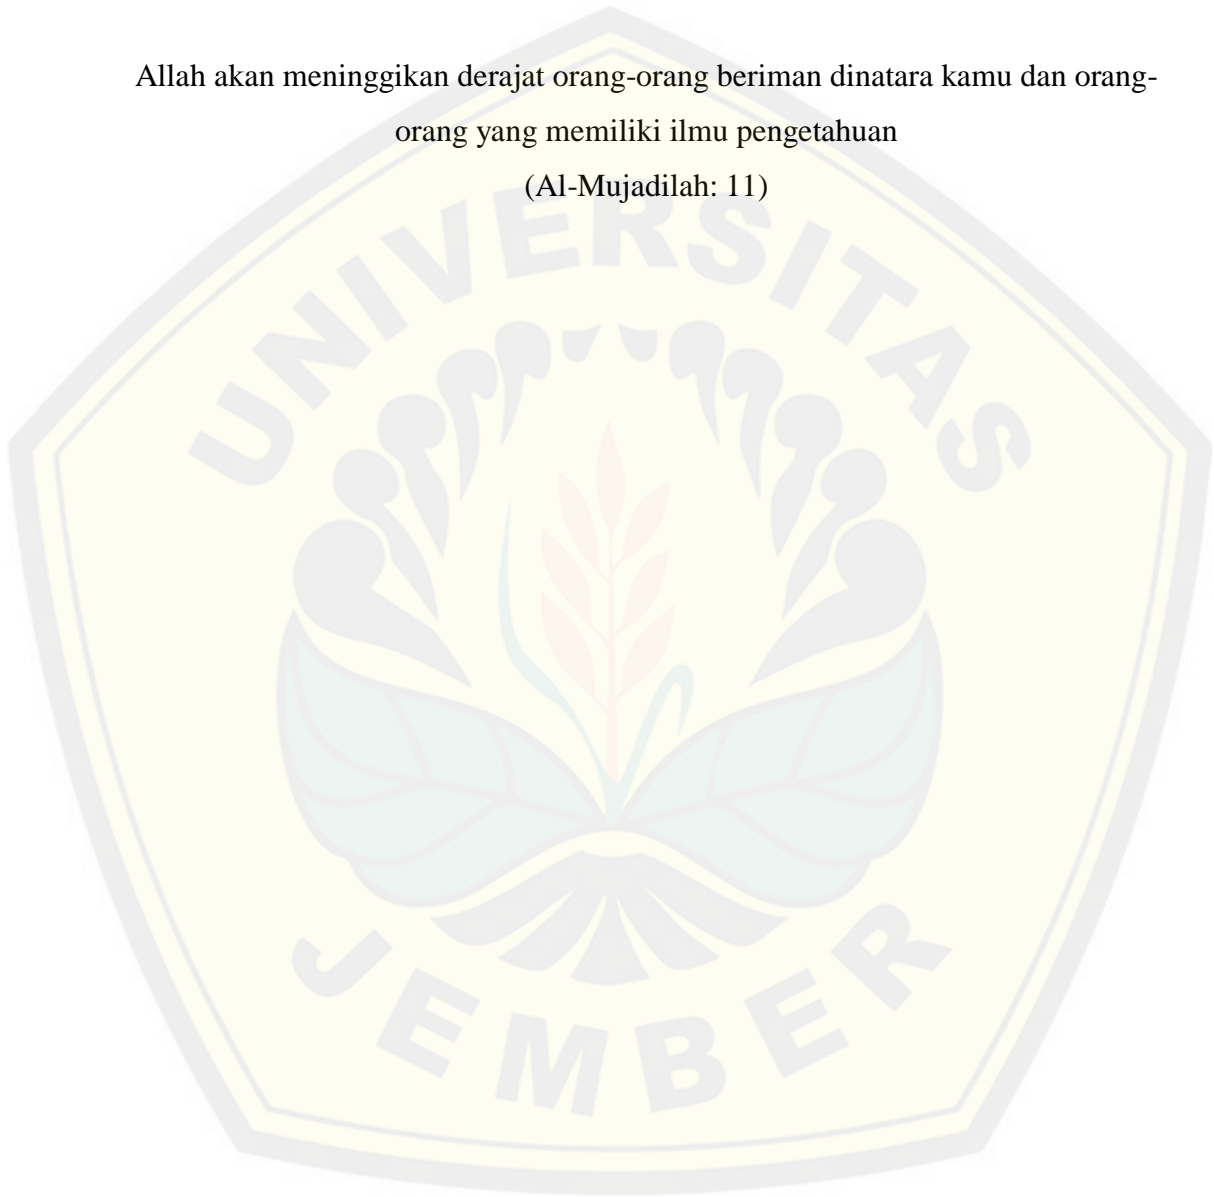 Allah akan meninggikan derajat orang-orang beriman dinatara kamu dan orang-
orang yang memiliki ilmu pengetahuan
(Al-Mujadilah: 11)
UNIVERSITAS
JEMBER